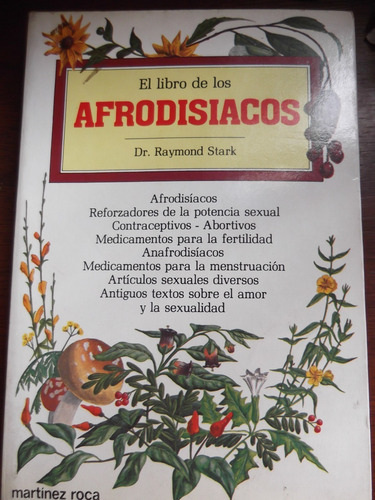 El libro de los
AFRODISIACOS
Dr. Raymond Stark
Afrodisíacos
Reforzadores de la potencia sexual
Contraceptivos - Abortivos
Medicamentos para la fertilidad
Anafrodisíacos
Medicamentos para la menstruación
Artículos sexuales diversos
Antiguos textos sobre el amor
y la sexualidad
martínez roca